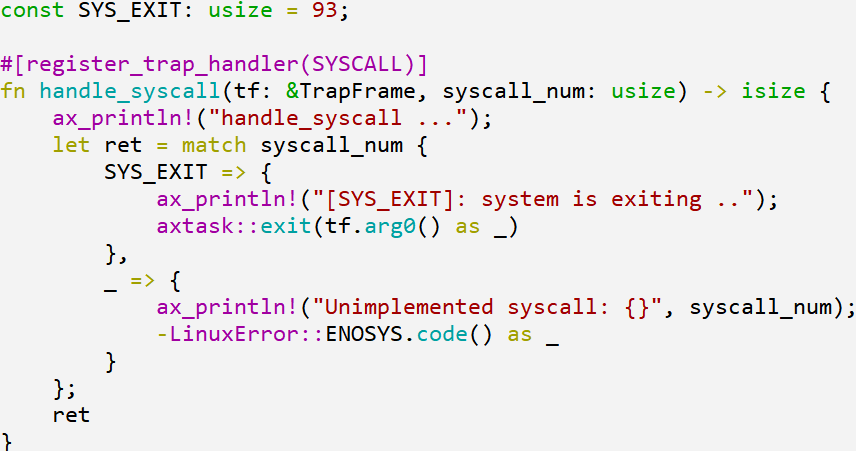 const SYS_EXIT: usize = 93;

#[register_trap_handler(SYSCALL)]
fn handle_syscall(tf: &TrapFrame, syscall_num: usize) -> isize {
    ax_println!("handle_syscall ...");
    let ret = match syscall_num {
        SYS_EXIT => {
            ax_println!("[SYS_EXIT]: system is exiting ..");
            axtask::exit(tf.arg0() as _)
        },
        _ => {
            ax_println!("Unimplemented syscall: {}", syscall_num);
            -LinuxError::ENOSYS.code() as _
        }
    };
    ret
}